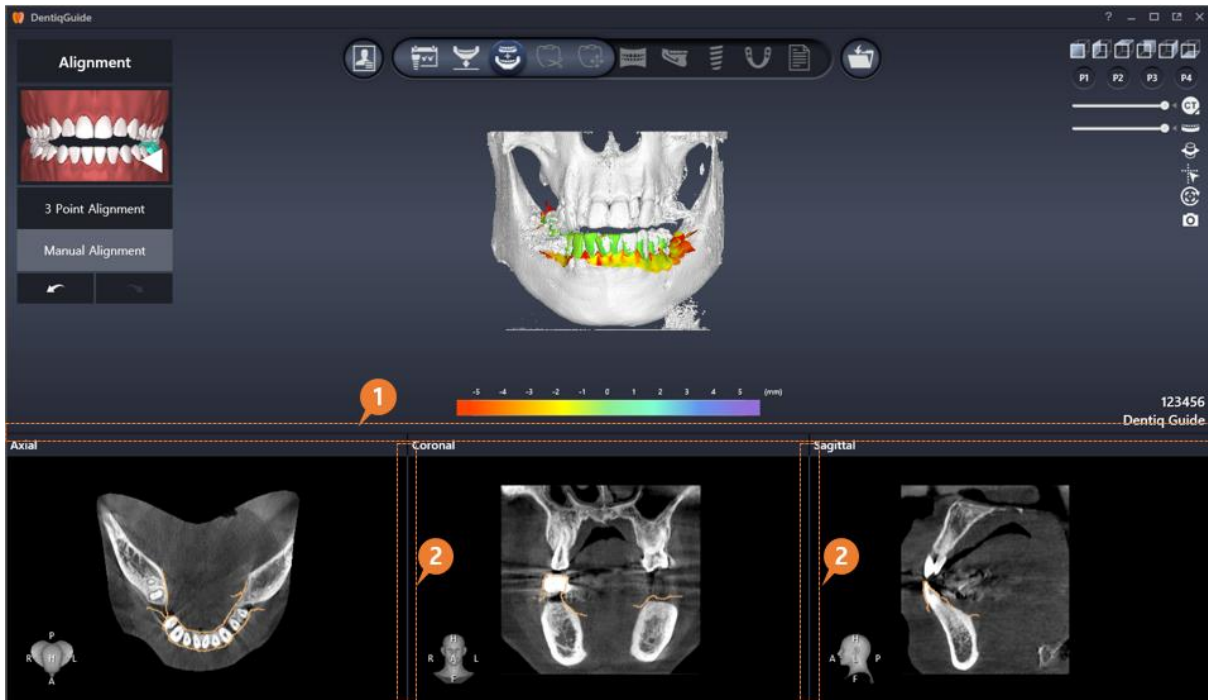 DentiqGuide
?
Alignment
3 Point Alignment
Manual Alignment
P1 P2 P3 P4
CT
-5 -4 -3 -2 -1 0 1 2 3 4 5 (mm)
123456
Dentiq Guide
1
Axial
Coronal
Sagittal
2
2
P
R H L
A
H
R A L
F
H
A L P
F